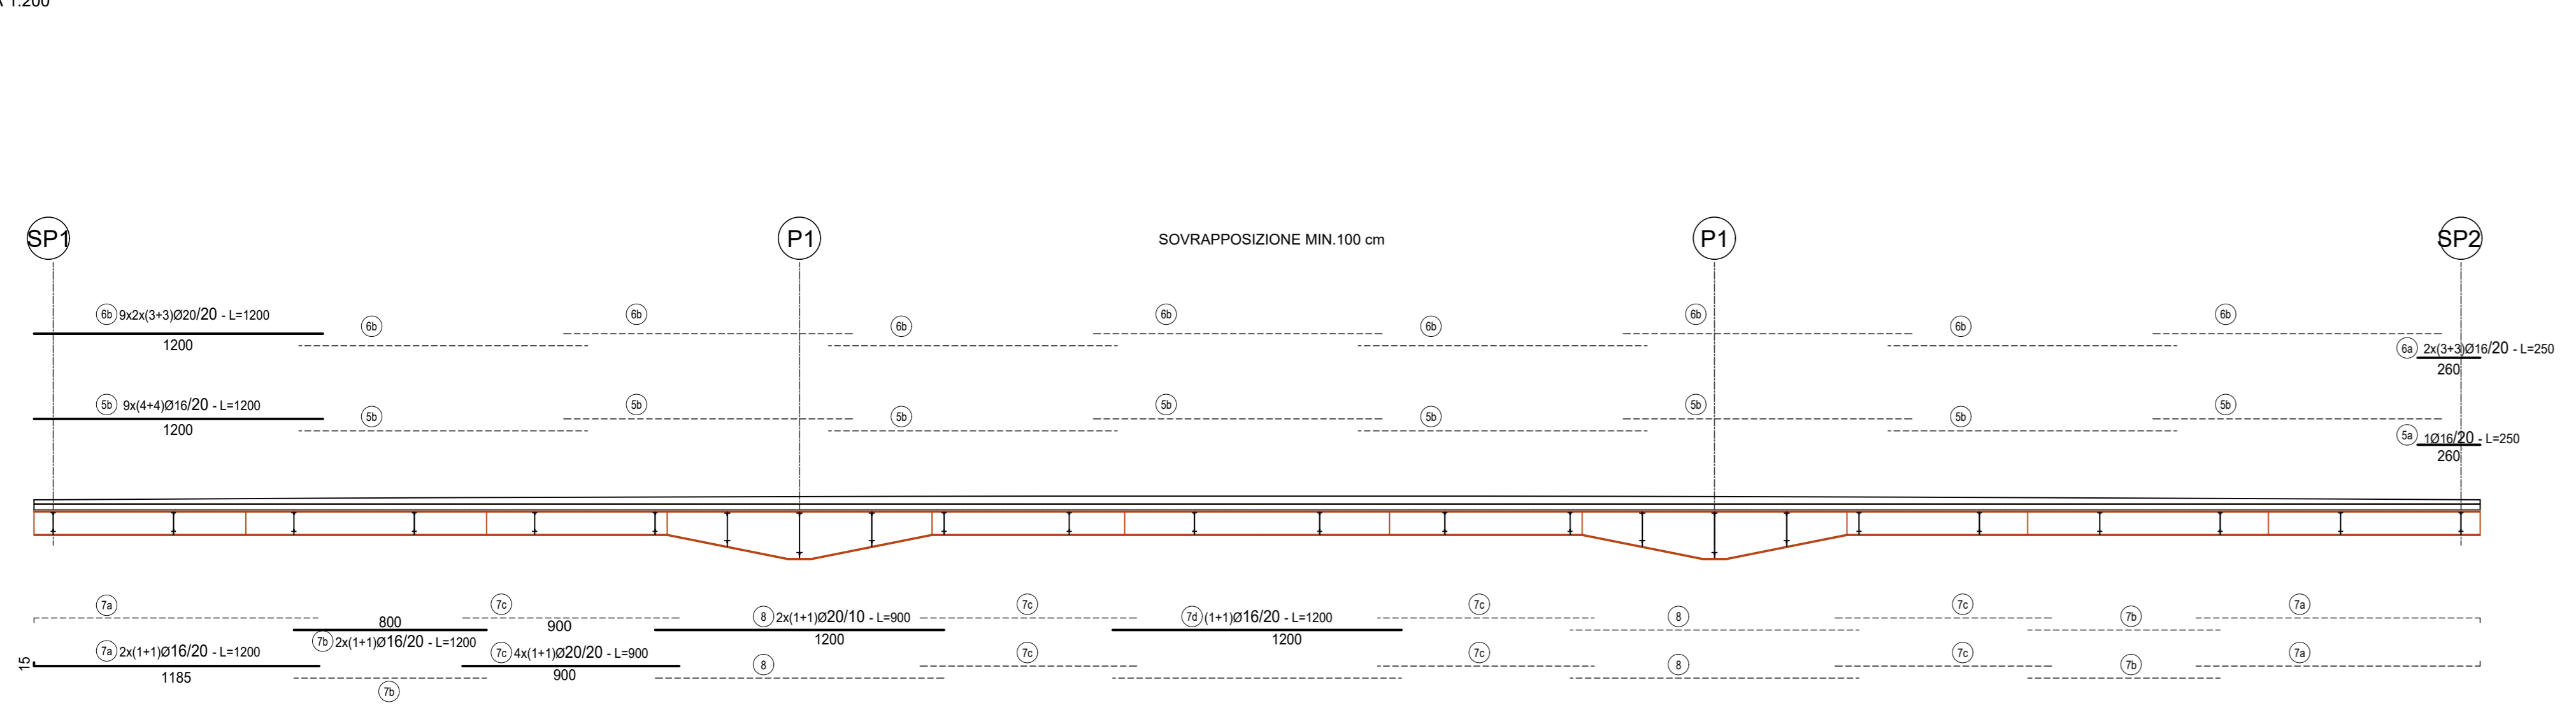 A 1:200
SP1 P1 SOVRAPPOSIZIONE MIN.100 cm P1 SP2
6b 9x2x(3+3)Ø20/20 - L=1200 6b 6b 6b 6b
6b 6b 6b 6b
1200
6a 2x(3+3)Ø16/20 - L=250
260
5b 9x(4+4)Ø16/20 - L=1200 5b 5b 5b 5b
5b 5b 5b 5b
1200
5a 1Ø16/20 - L=250
260
7a 7c 7c 7c 7c 7a
800 900 8 2x(1+1)Ø20/10 - L=900 7d (1+1)Ø16/20 - L=1200 8 7b
1200 1200
7b 2x(1+1)Ø16/20 - L=1200
7a 2x(1+1)Ø16/20 - L=1200 7c 4x(1+1)Ø20/20 - L=900 7c 7c 7c 7a
15 8 8 7b
1185 900
7b